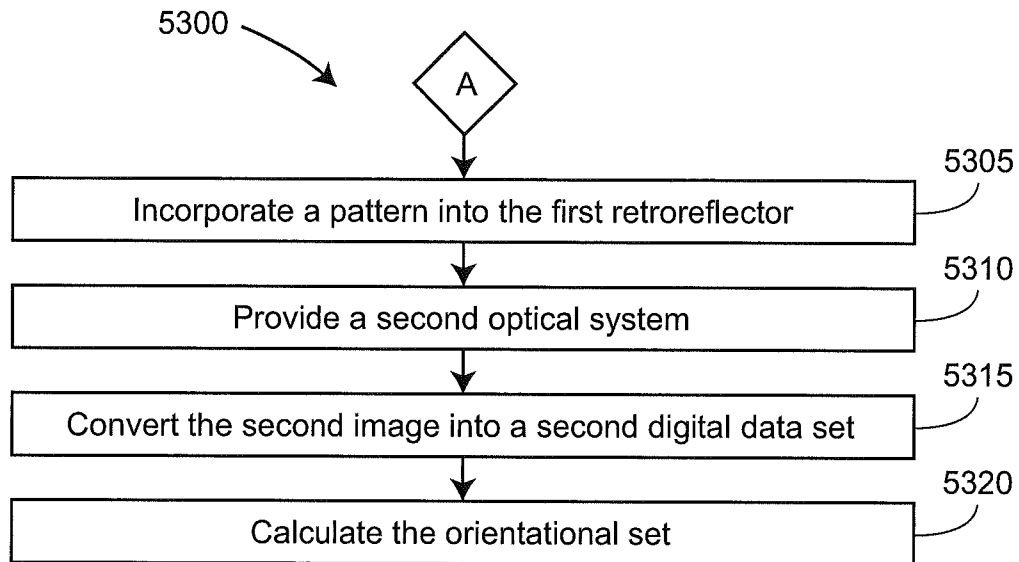 5300
A
5305
Incorporate a pattern into the first retroreflector
5310
Provide a second optical system
5315
Convert the second image into a second digital data set
5320
Calculate the orientational set